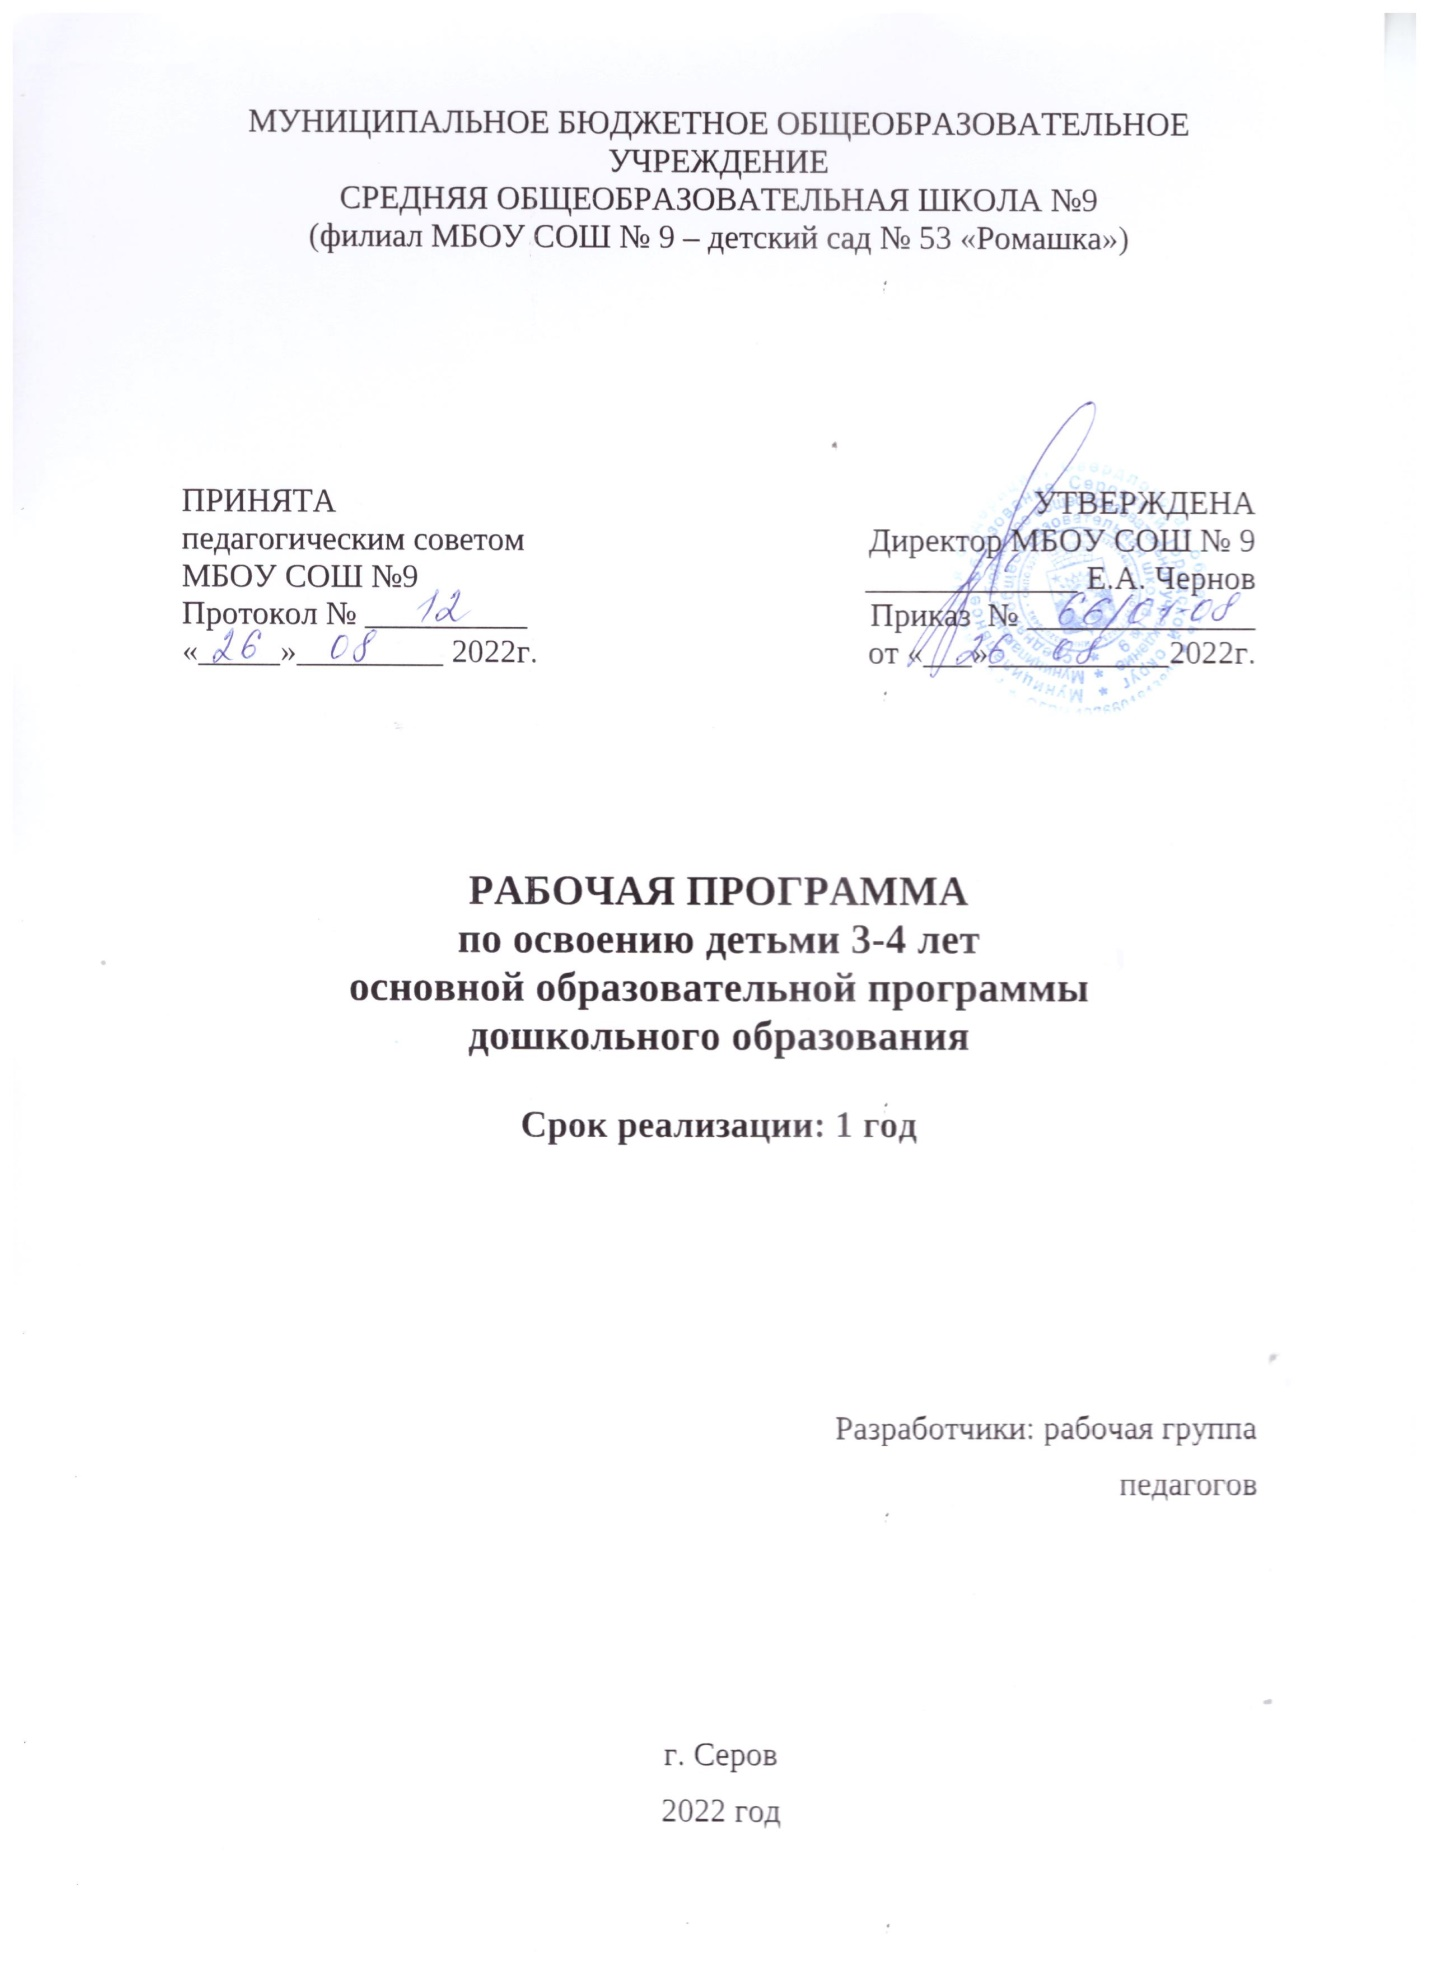 МУНИЦИПАЛЬНОЕ БЮДЖЕТНОЕ ОБЩЕОБРАЗОВАТЕЛЬНОЕ
УЧРЕЖДЕНИЕ
СРЕДНЯЯ ОБЩЕОБРАЗОВАТЕЛЬНАЯ ШКОЛА №9
(филиал МБОУ СОШ № 9 – детский сад № 53 «Ромашка»)
ПРИНЯТА
педагогическим советом
МБОУ СОШ №9
Протокол № 12
«26» 08 2022г.
УТВЕРЖДЕНА
Директор МБОУ СОШ № 9
Е.А. Чернов
Приказ № 66/01-08
от «26» 08 2022г.
РАБОЧАЯ ПРОГРАММА
по освоению детьми 3-4 лет
основной образовательной программы
дошкольного образования
Срок реализации: 1 год
Разработчики: рабочая группа
педагогов
г. Серов
2022 год